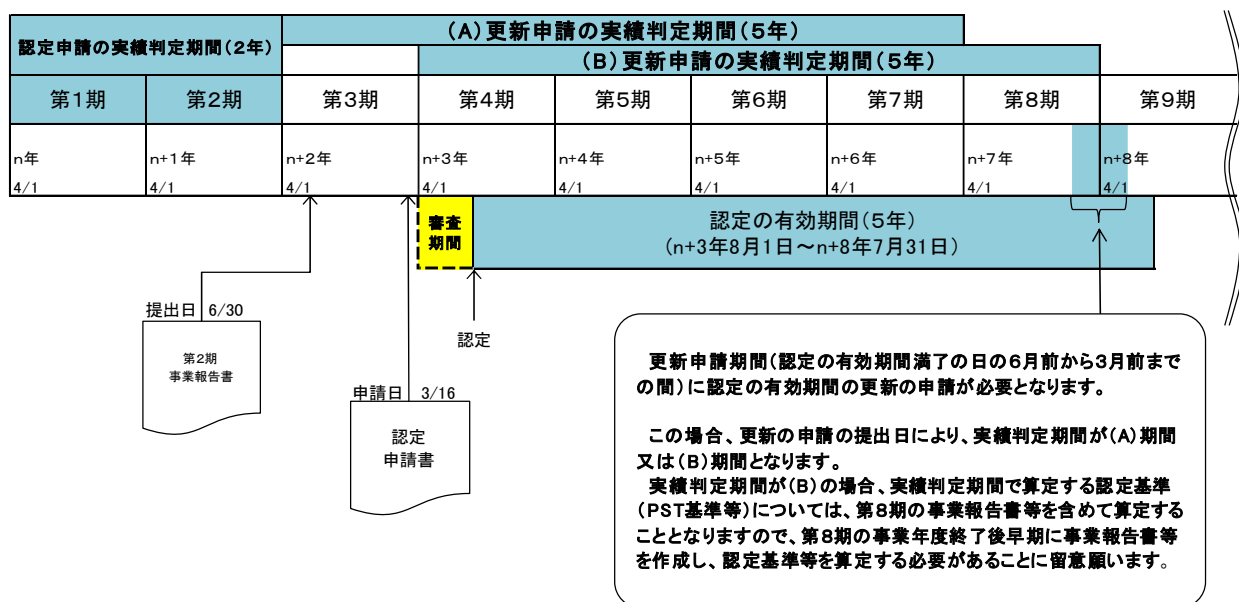 認定申請の実績判定期間(2年)
(A)更新申請の実績判定期間(5年)
(B)更新申請の実績判定期間(5年)
第1期
第2期
第3期
第4期
第5期
第6期
第7期
第8期
第9期
n年
n+1年
n+2年
n+3年
n+4年
n+5年
n+6年
n+7年
n+8年
4/1
4/1
4/1
4/1
4/1
4/1
4/1
4/1
4/1
審査
期間
認定の有効期間(5年)
(n+3年8月1日~n+8年7月31日)
提出日 6/30
第2期
事業報告書
申請日 3/16
認定
申請書
認定
更新申請期間(認定の有効期間満了の日の6月前から3月前まで
の間)に認定の有効期間の更新の申請が必要となります。
この場合、更新の申請の提出日により、実績判定期間が(A)期間
又は(B)期間となります。
実績判定期間が(B)の場合、実績判定期間で算定する認定基準
(PST基準等)については、第8期の事業報告書等を含めて算定する
こととなりますので、第8期の事業年度終了後早期に事業報告書等
を作成し、認定基準等を算定する必要があることに留意願います。